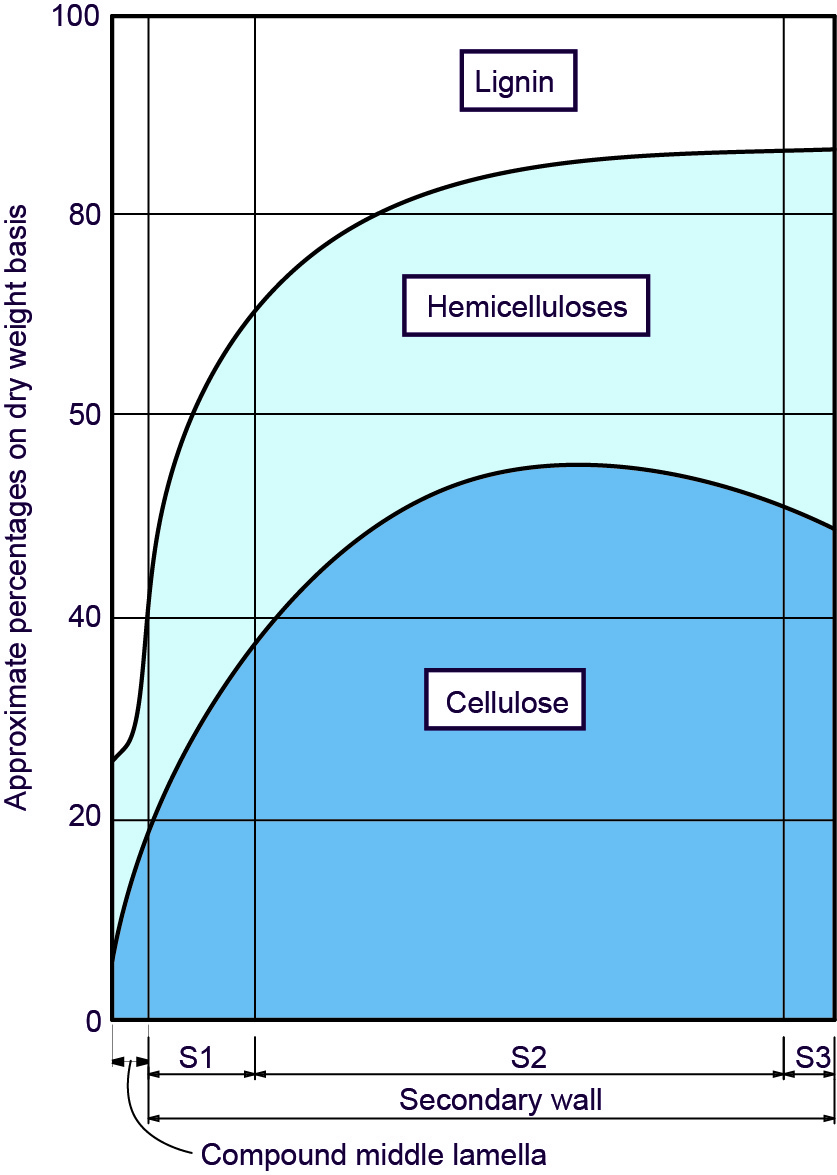 100
Lignin
80
Hemicelluloses
50
40
Cellulose
20
0
Approximate percentages on dry weight basis
S1
S2
S3
Secondary wall
Compound middle lamella